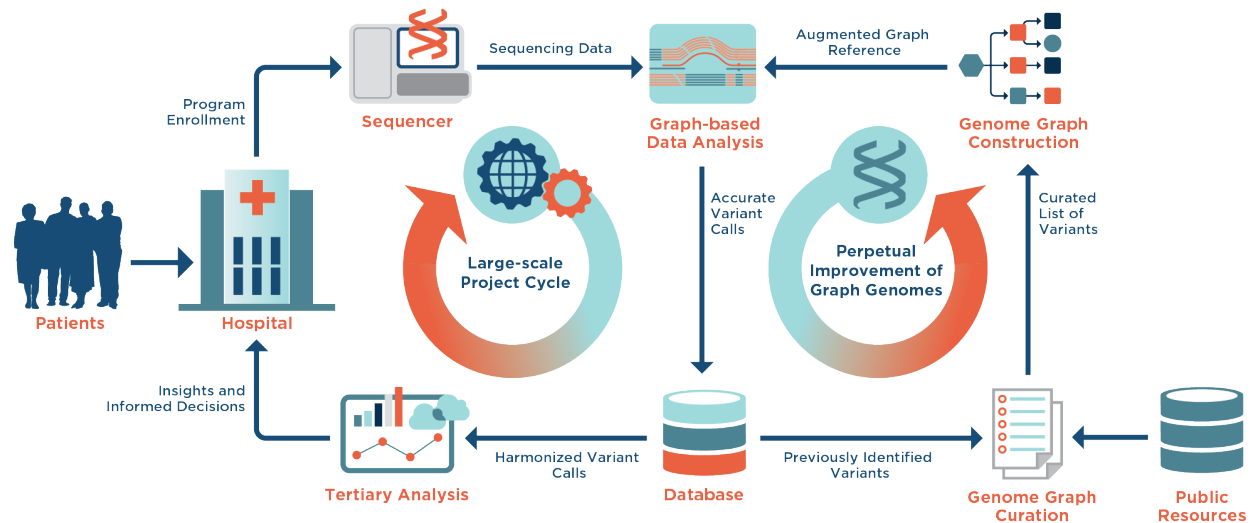 Sequencing Data
Augmented Graph
Reference
Program
Enrollment
Sequencer
Graph-based
Data Analysis
Genome Graph
Construction
Accurate
Variant
Calls
Curated
List of
Variants
Large-scale
Project Cycle
Perpetual
Improvement of
Graph Genomes
Patients
Hospital
Insights and
Informed Decisions
Harmonized Variant
Calls
Previously Identified
Variants
Tertiary Analysis
Database
Genome Graph
Curation
Public
Resources